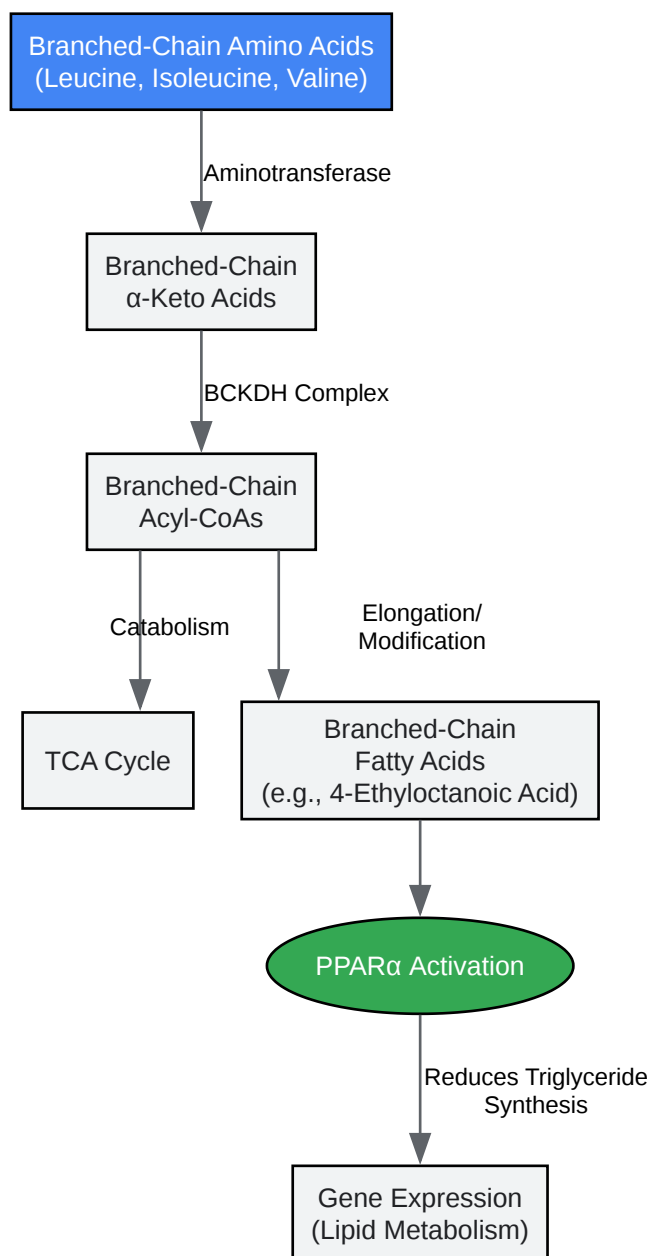 Branched-Chain Amino Acids
(Leucine, Isoleucine, Valine)
Aminotransferase
Branched-Chain
α-Keto Acids
BCKDH Complex
Branched-Chain
Acyl-CoAs
Catabolism
Elongation/
Modification
TCA Cycle
Branched-Chain
Fatty Acids
(e.g., 4-Ethyloctanoic Acid)
PPARα Activation
Reduces Triglyceride
Synthesis
Gene Expression
(Lipid Metabolism)